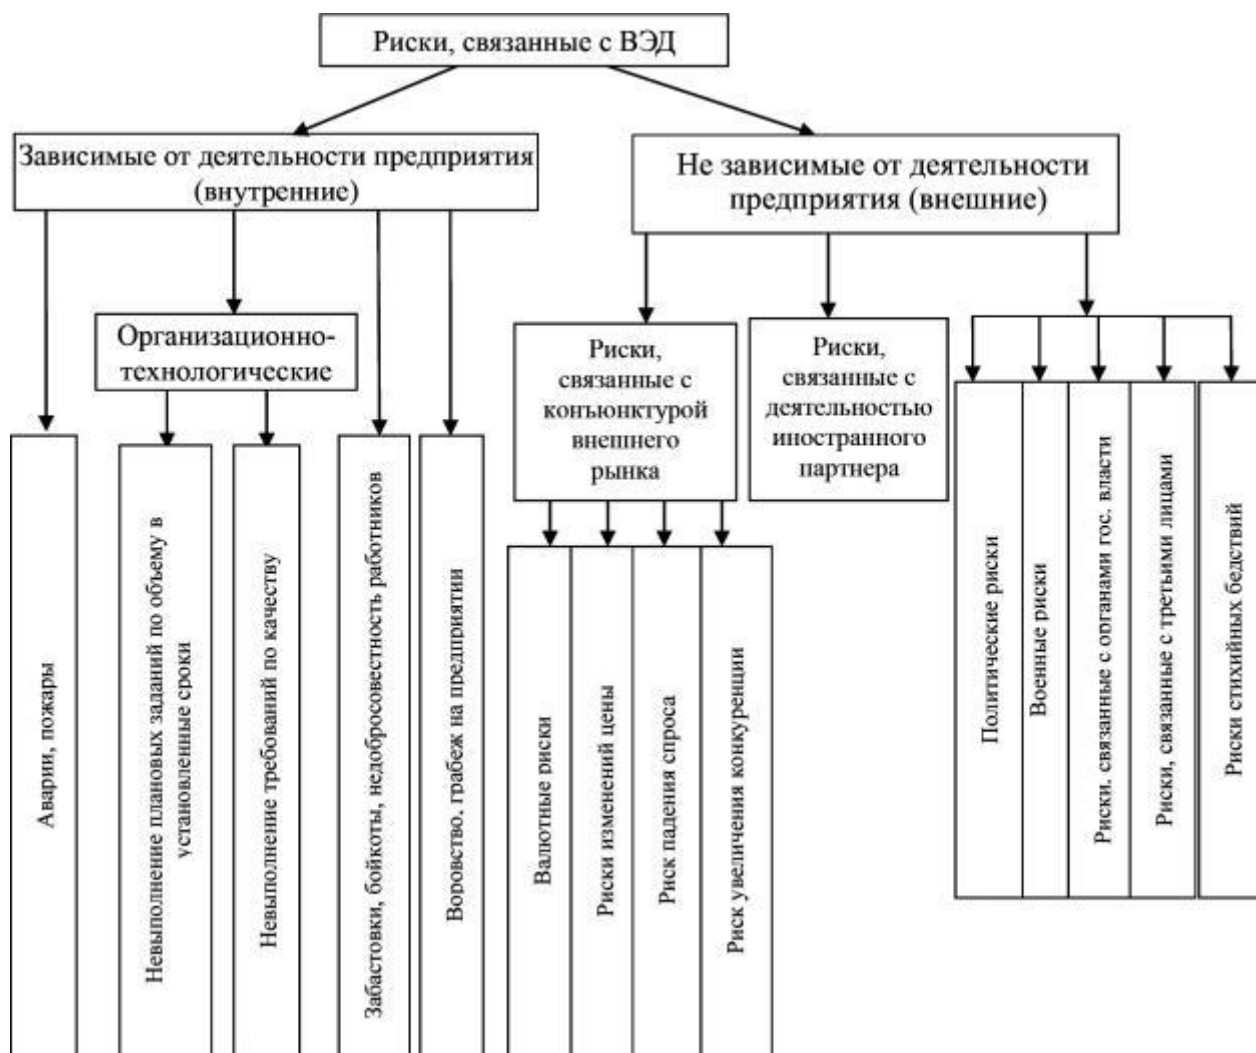 Риски, связанные с ВЭД
Зависимые от деятельности предприятия
(внутренние)
Не зависимые от деятельности
предприятия (внешние)
Организационно-
технологические
Риски,
связанные с
конъюнктурой
внешнего
рынка
Риски,
связанные с
деятельностью
иностранного
партнера
Аварии, пожары
Невыполнение плановых заданий по объему в
установленные сроки
Невыполнение требований по качеству
Забастовки, бойкоты, недобросовестность работников
Воровство. грабеж на предприятии
Валютные риски
Риски изменений цены
Риск падения спроса
Риск увеличения конкуренции
Политические риски
Военные риски
Риски. связанные с органами гос. власти
Риски, связанные с третьими лицами
Риски стихийных бедствий